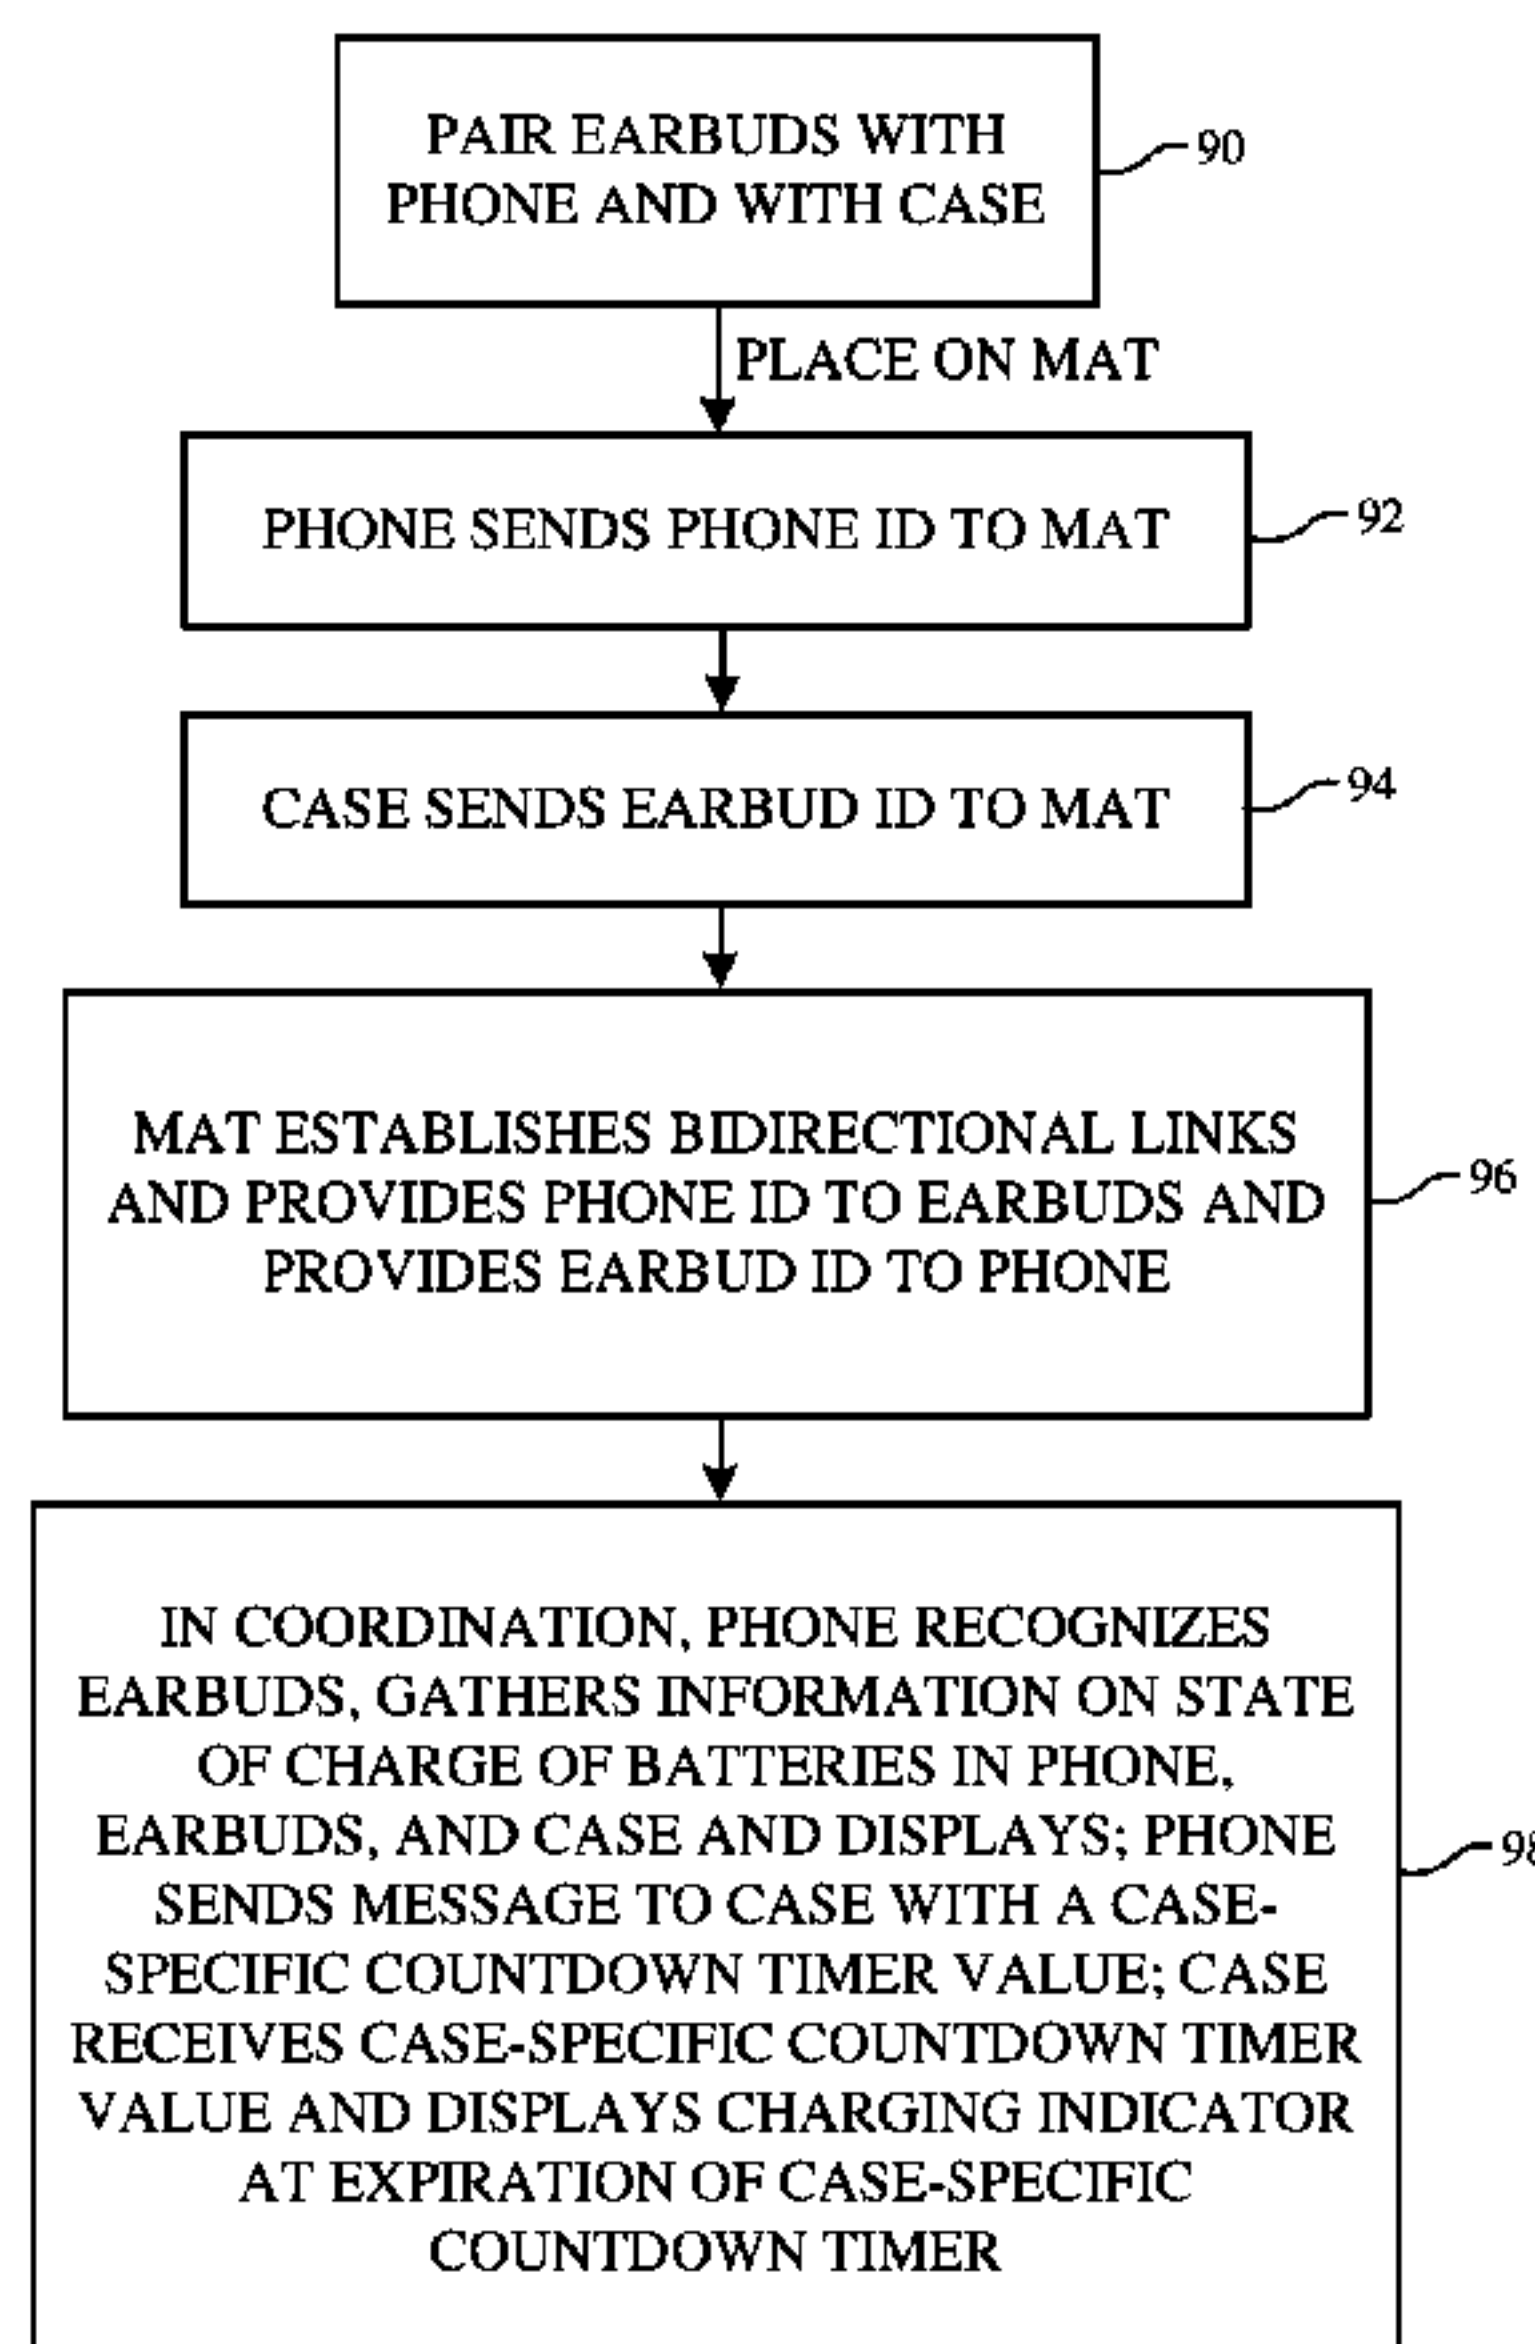 PAIR EARBUDS WITH
PHONE AND WITH CASE
90
PLACE ON MAT
PHONE SENDS PHONE ID TO MAT
92
CASE SENDS EARBUD ID TO MAT
94
MAT ESTABLISHES BIDIRECTIONAL LINKS
AND PROVIDES PHONE ID TO EARBUDS AND
PROVIDES EARBUD ID TO PHONE
96
IN COORDINATION, PHONE RECOGNIZES
EARBUDS, GATHERS INFORMATION ON STATE
OF CHARGE OF BATTERIES IN PHONE,
EARBUDS, AND CASE AND DISPLAYS; PHONE
SENDS MESSAGE TO CASE WITH A CASE-
SPECIFIC COUNTDOWN TIMER VALUE; CASE
RECEIVES CASE-SPECIFIC COUNTDOWN TIMER
VALUE AND DISPLAYS CHARGING INDICATOR
AT EXPIRATION OF CASE-SPECIFIC
COUNTDOWN TIMER
98